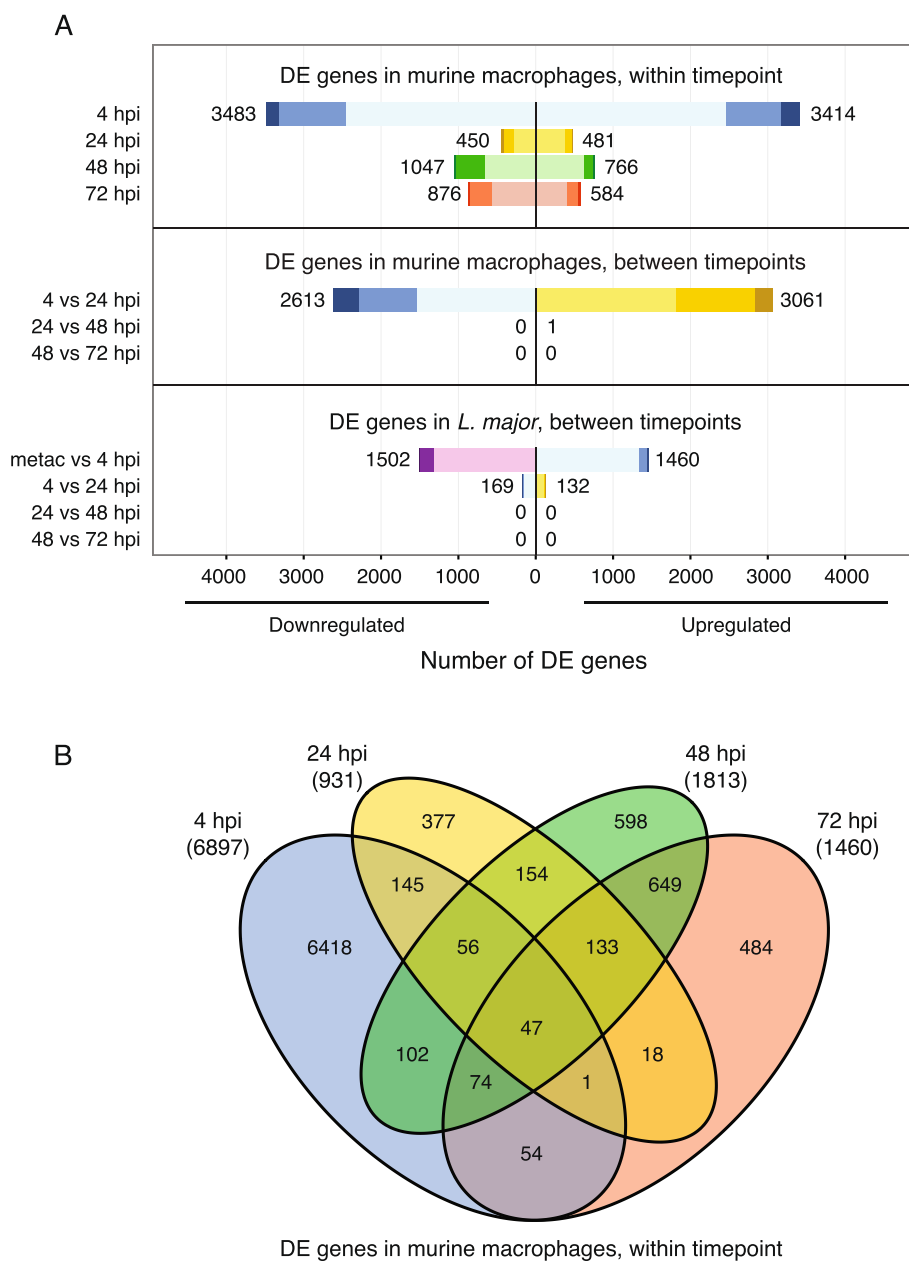 A
DE genes in murine macrophages, within timepoint
4 hpi 3483 3414
24 hpi 450 481
48 hpi 1047 766
72 hpi 876 584
DE genes in murine macrophages, between timepoints
4 vs 24 hpi 2613 3061
24 vs 48 hpi 0 1
48 vs 72 hpi 0 0
DE genes in L. major, between timepoints
metac vs 4 hpi 1502 1460
4 vs 24 hpi 169 132
24 vs 48 hpi 0 0
48 vs 72 hpi 0 0
4000 3000 2000 1000 0 1000 2000 3000 4000
Downregulated Upregulated
Number of DE genes
B
24 hpi
(931)
48 hpi
(1813)
4 hpi
(6897)
72 hpi
(1460)
377 598
154
145 649
6418 56 133 484
47
102 18
74 1
54
DE genes in murine macrophages, within timepoint